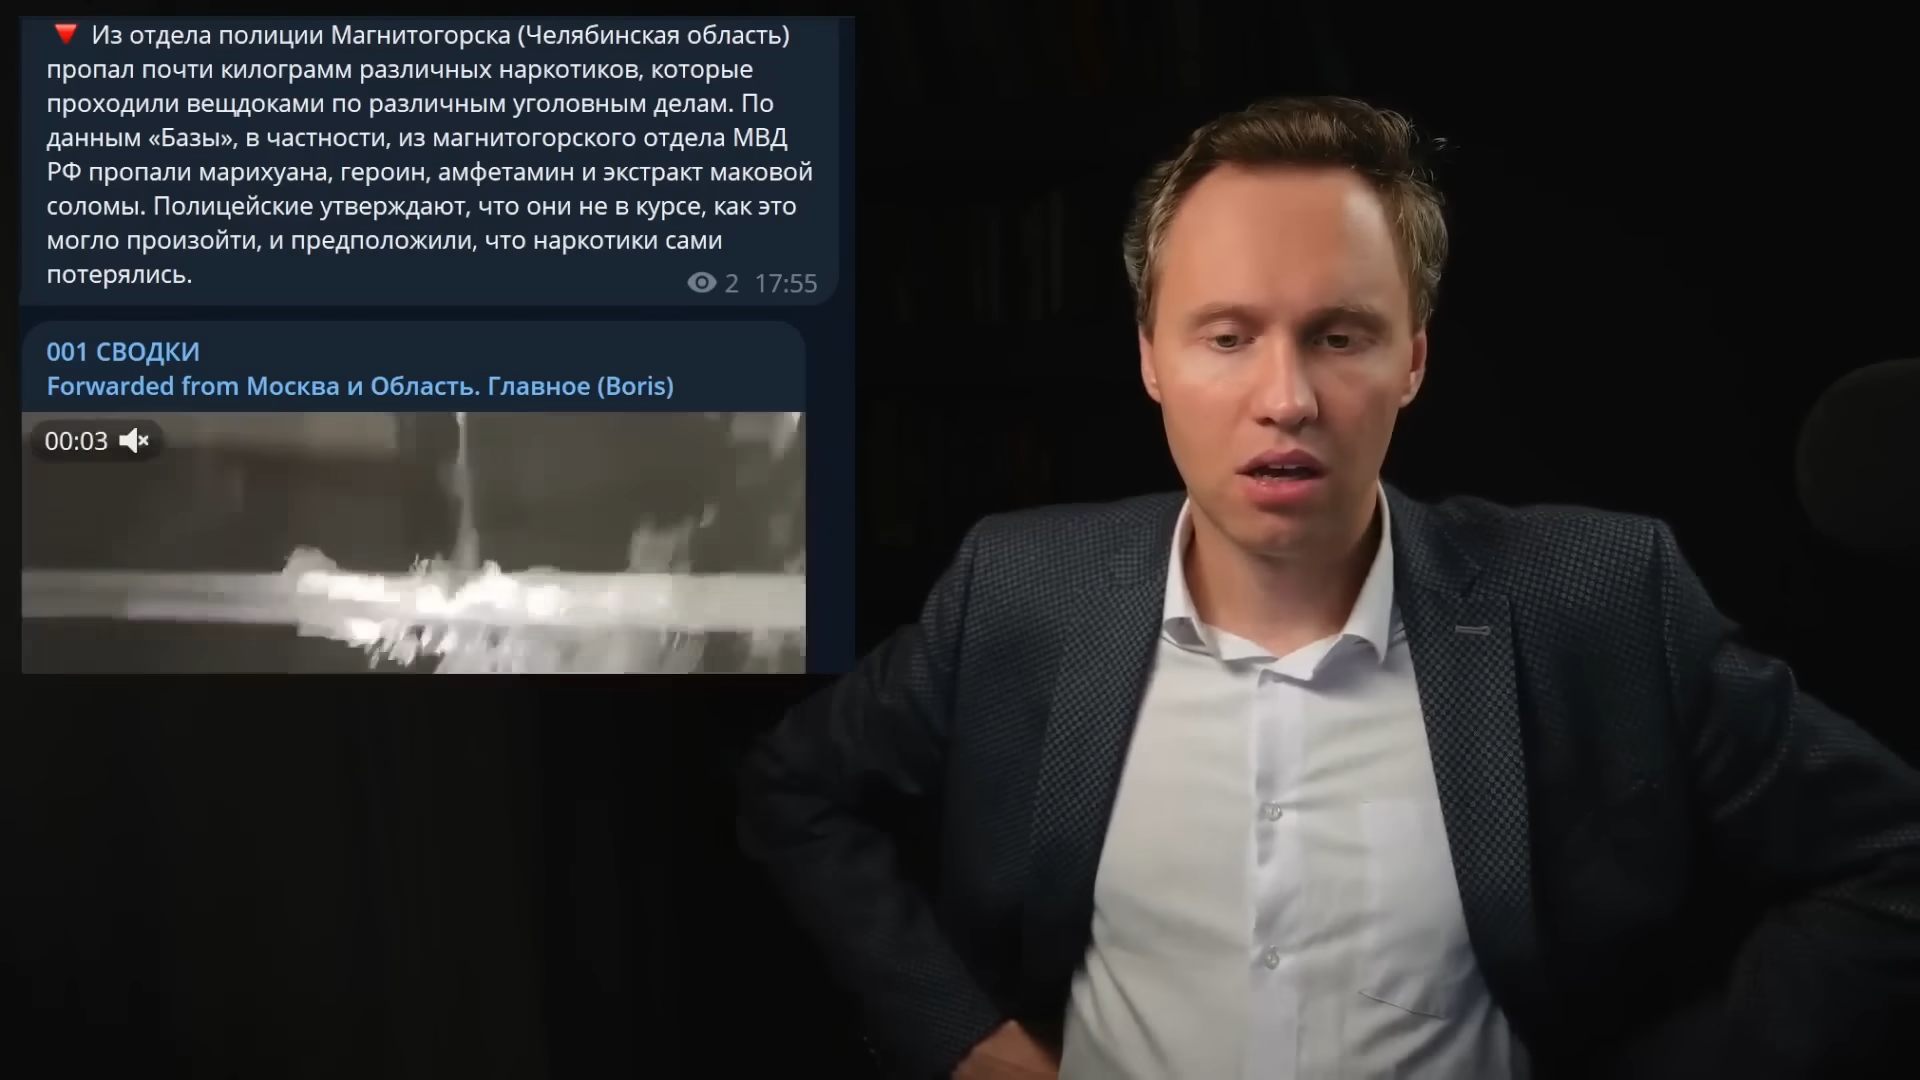 Из отдела полиции Магнитогорска (Челябинская область)
пропал почти килограмм различных наркотиков, которые
проходили вещдоками по различным уголовным делам. По
данным «Базы», в частности, из магнитогорского отдела МВД
РФ пропали марихуана, героин, амфетамин и экстракт маковой
соломы. Полицейские утверждают, что они не в курсе, как это
могло произойти, и предположили, что наркотики сами
потерялись.
2 17:55
001 СВОДКИ
Forwarded from Москва и Область. Главное (Boris)
00:03